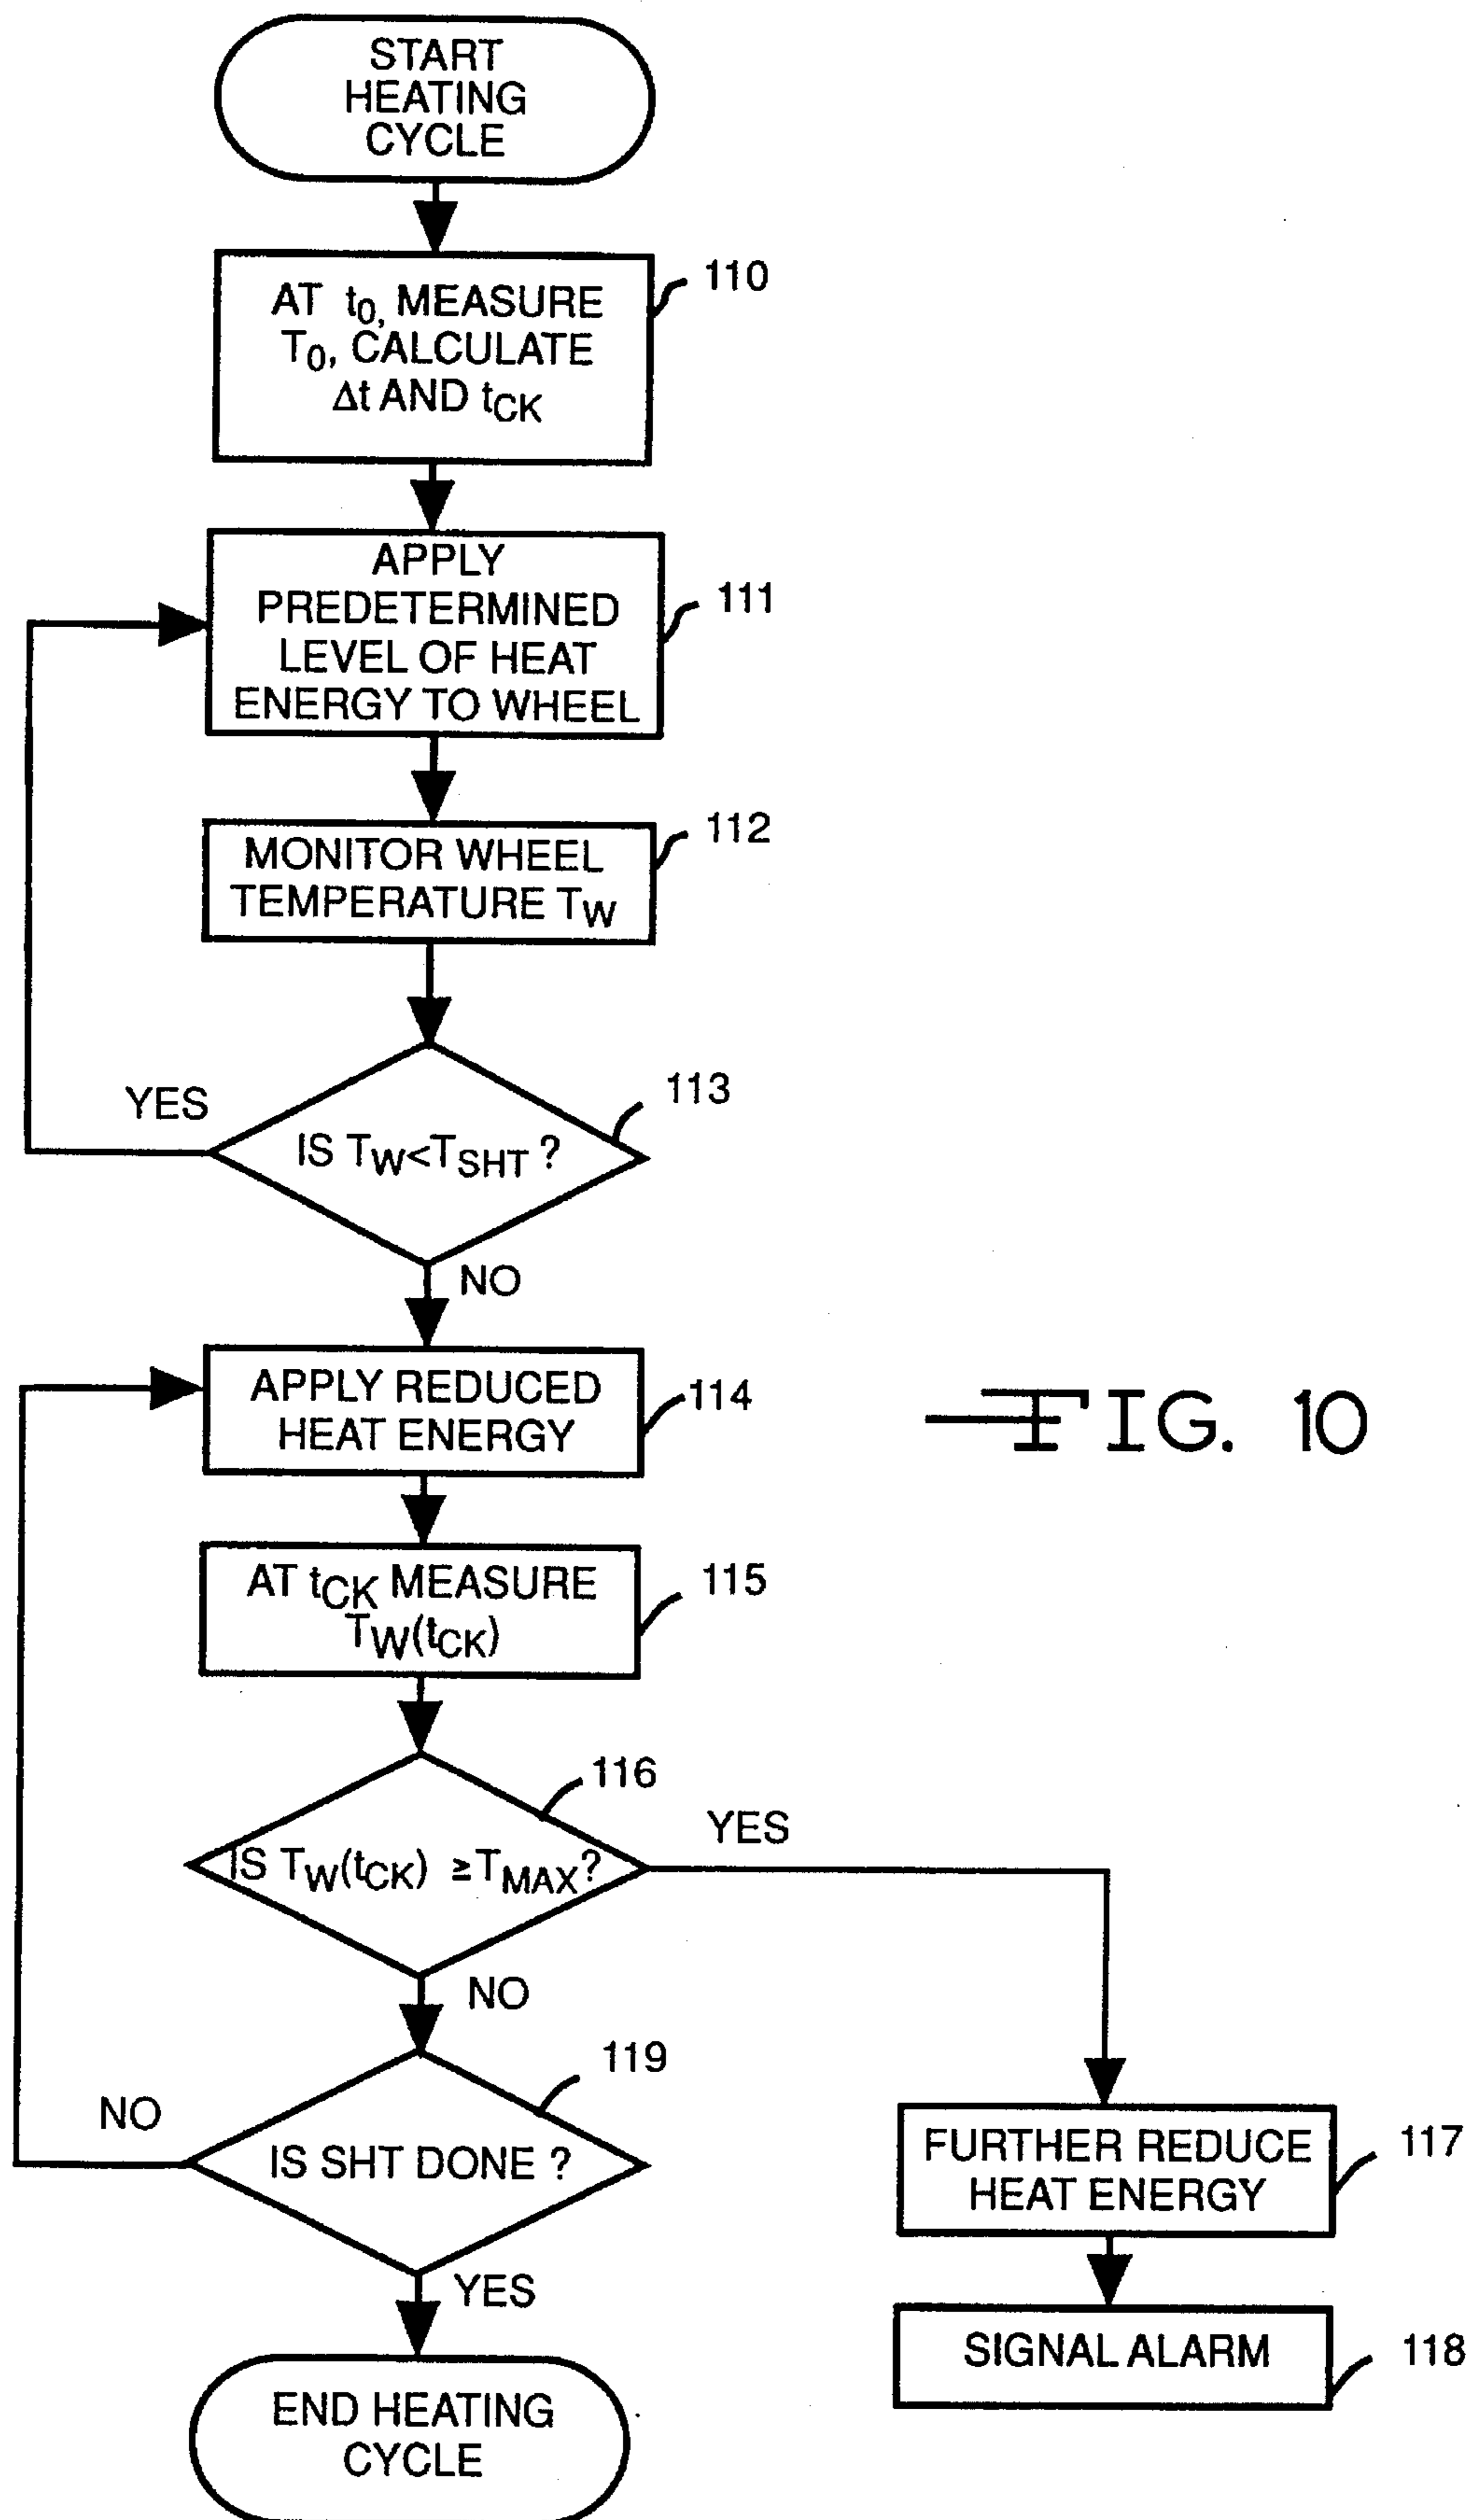 START
HEATING
CYCLE
110
AT t0, MEASURE
T0, CALCULATE
Δt AND tCK
111
APPLY
PREDETERMINED
LEVEL OF HEAT
ENERGY TO WHEEL
112
MONITOR WHEEL
TEMPERATURE TW
113
YES
IS TW<TSHT ?
NO
114
APPLY REDUCED
HEAT ENERGY
FIG. 10
115
AT tCK MEASURE
TW(tCK)
116
YES
IS TW(tCK) ≥TMAX?
NO
119
NO
IS SHT DONE ?
YES
117
FURTHER REDUCE
HEAT ENERGY
118
SIGNAL ALARM
END HEATING
CYCLE